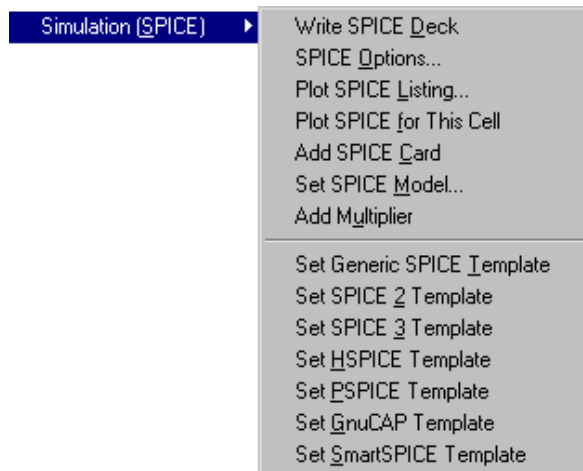 Simulation (SPICE)
Write SPICE Deck
SPICE Options...
Plot SPICE Listing...
Plot SPICE for This Cell
Add SPICE Card
Set SPICE Model...
Add Multiplier
Set Generic SPICE Template
Set SPICE 2 Template
Set SPICE 3 Template
Set HSPICE Template
Set PSPICE Template
Set GnuCAP Template
Set SmartSPICE Template